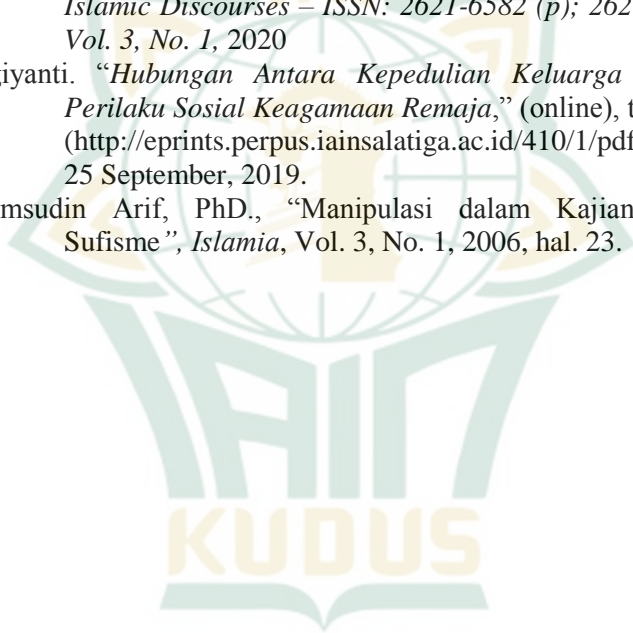 Islamic Discourses – ISSN: 2621-6582 (p); 262
Vol. 3, No. 1, 2020
giyanti. “Hubungan Antara Kepedulian Keluarga
Perilaku Sosial Keagamaan Remaja,” (online), t
(http://eprints.perpus.iainsalatiga.ac.id/410/1/pdf
25 September, 2019.
msudin Arif, PhD., “Manipulasi dalam Kajian
Sufisme”, Islamia, Vol. 3, No. 1, 2006, hal. 23.
IAIN
KUDUS